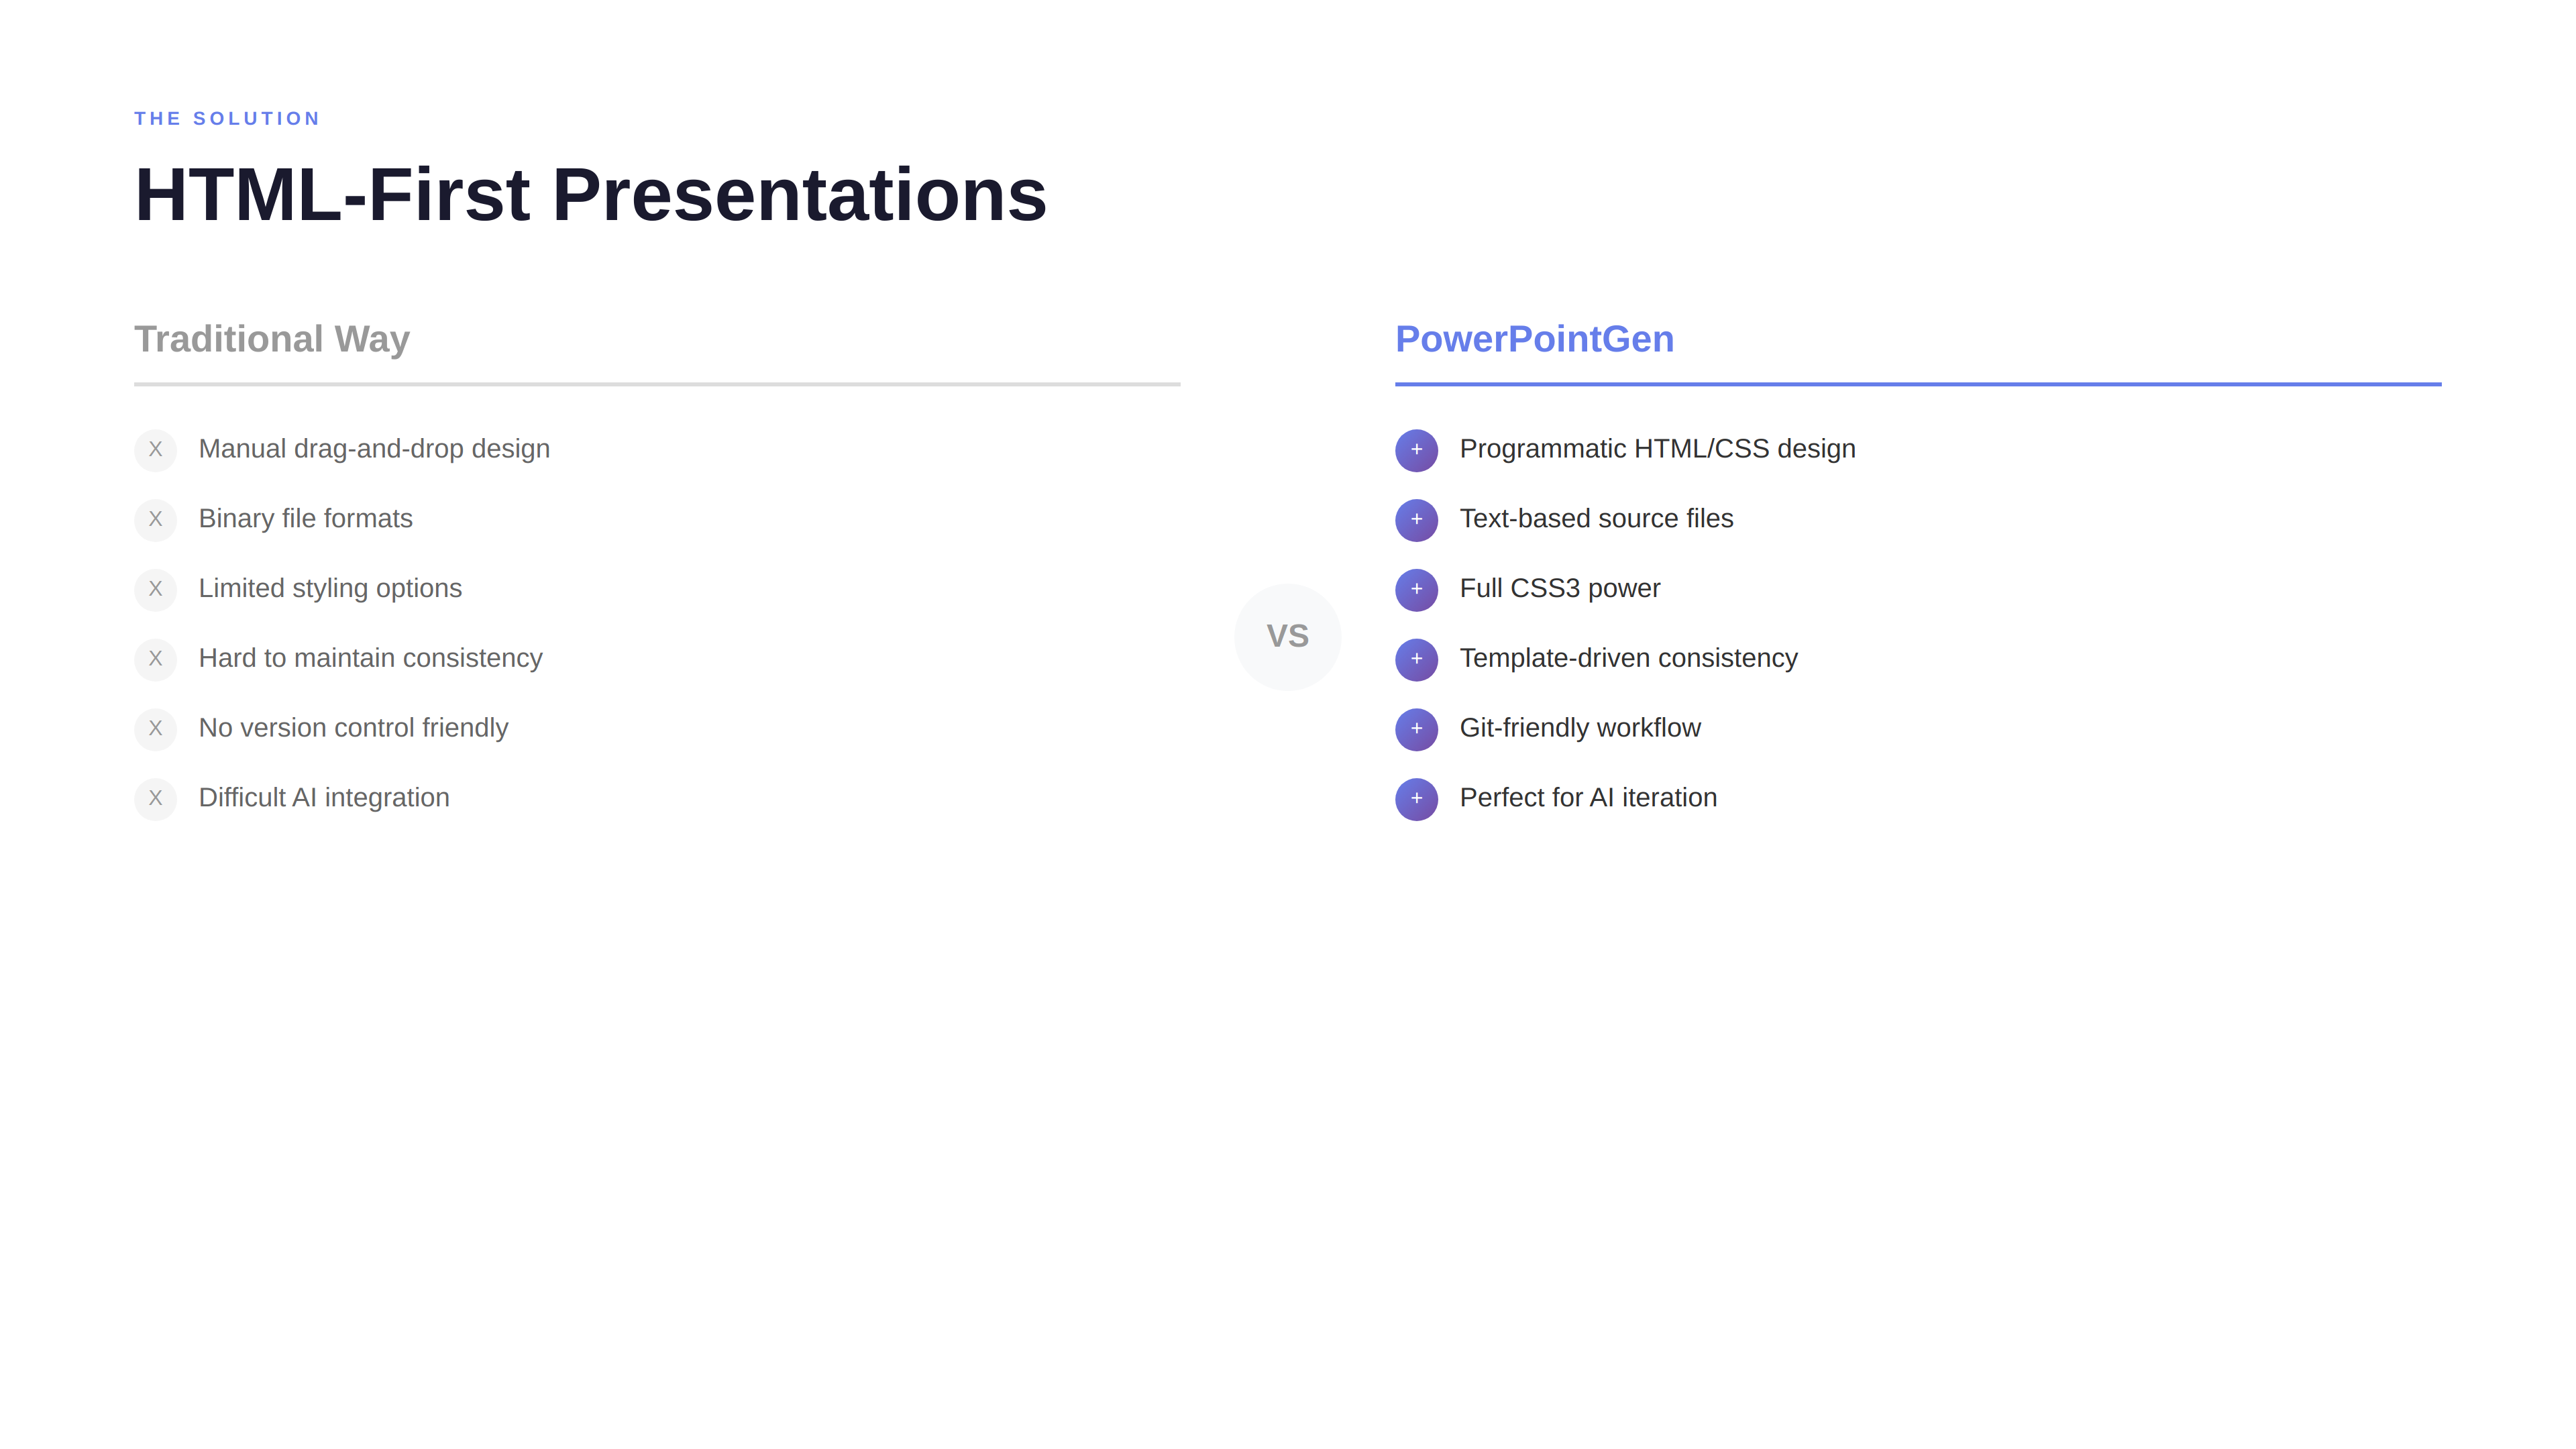 THE SOLUTION
HTML-First Presentations
Traditional Way
X Manual drag-and-drop design
X Binary file formats
X Limited styling options
X Hard to maintain consistency
X No version control friendly
X Difficult AI integration
VS
PowerPointGen
+ Programmatic HTML/CSS design
+ Text-based source files
+ Full CSS3 power
+ Template-driven consistency
+ Git-friendly workflow
+ Perfect for AI iteration